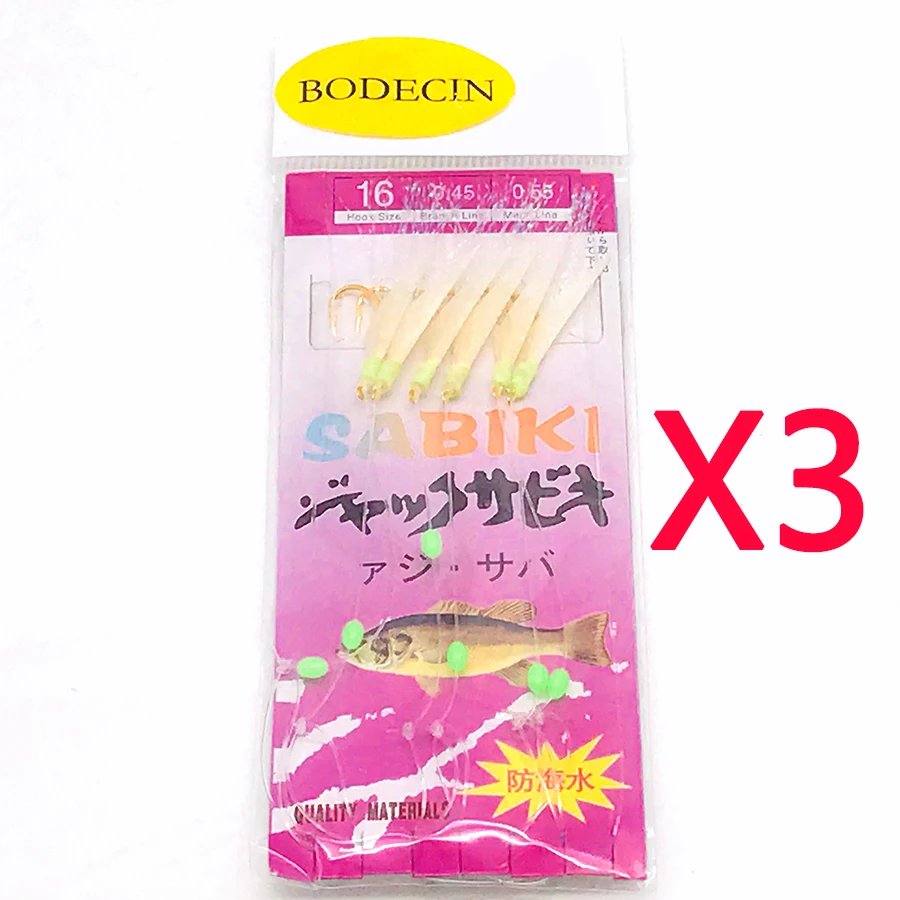 BODECIN
16 0.45 0.55
Hook Size Branch Line Main Line
SABIKI
X3
ジャックサビキ
アジ・サバ
防海水
QUALITY MATERIALS